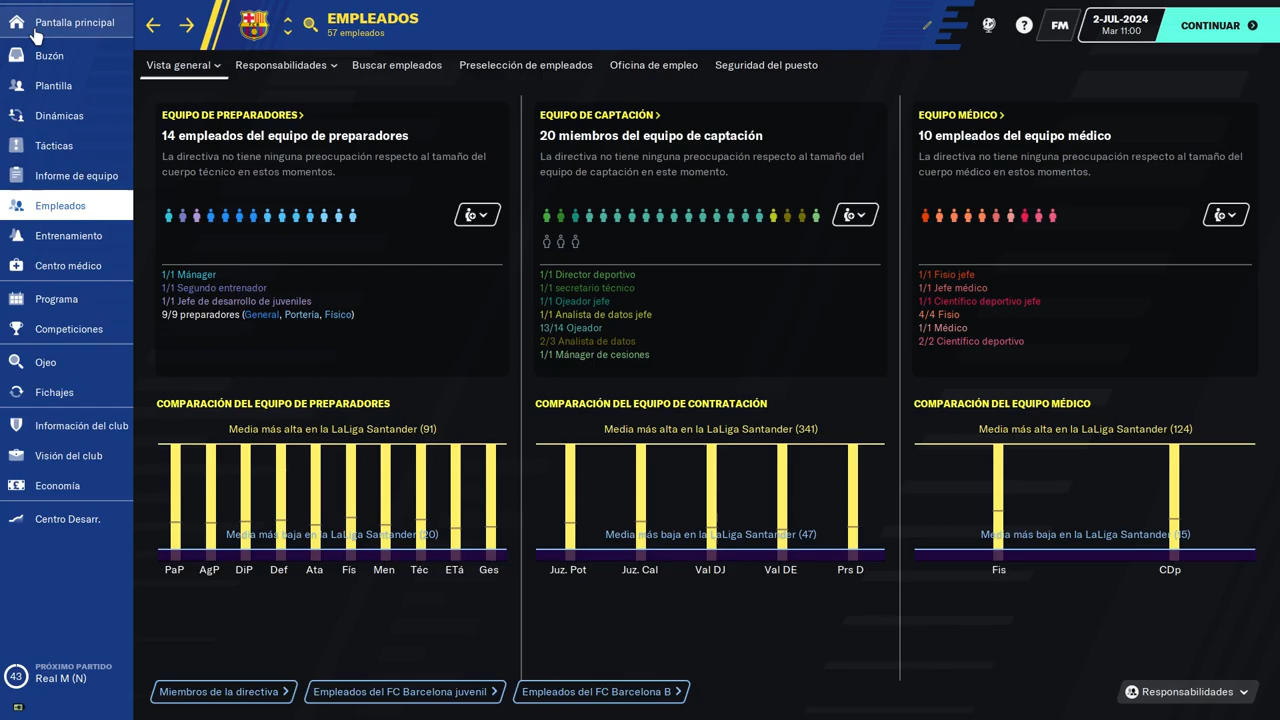 Pantalla principal
Buzón
Plantilla
Dinámicas
Tácticas
Informe de equipo
Empleados
Entrenamiento
Centro médico
Programa
Competiciones
Ojeo
Fichajes
Información del club
Visión del club
Economía
Centro Desarr.
43
PRÓXIMO PARTIDO
Real M (N)
EMPLEADOS
57 empleados
?
FM
2-JUL-2024
Mar 11:00
CONTINUAR
Vista general
Responsabilidades
Buscar empleados
Preselección de empleados
Oficina de empleo
Seguridad del puesto
EQUIPO DE PREPARADORES>
14 empleados del equipo de preparadores
La directiva no tiene ninguna preocupación respecto al tamaño del
cuerpo técnico en estos momentos.
1/1 Mánager
1/1 Segundo entrenador
1/1 Jefe de desarrollo de juveniles
9/9 preparadores (General, Portería, Físico)
EQUIPO DE CAPTACIÓN>
20 miembros del equipo de captación
La directiva no tiene ninguna preocupación respecto al tamaño del
equipo de captación en este momento.
1/1 Director deportivo
1/1 secretario técnico
1/1 Ojeador jefe
1/1 Analista de datos jefe
13/14 Ojeador
2/3 Analista de datos
1/1 Mánager de cesiones
EQUIPO MÉDICO>
10 empleados del equipo médico
La directiva no tiene ninguna preocupación respecto al tamaño del
cuerpo médico en estos momentos.
1/1 Fisio jefe
1/1 Jefe médico
1/1 Científico deportivo jefe
4/4 Fisio
1/1 Médico
2/2 Científico deportivo
COMPARACIÓN DEL EQUIPO DE PREPARADORES
Media más alta en la LaLiga Santander (91)
Media más baja en la LaLiga Santander (20)
PaP AgP DiP Def Ata Fís Men Téc ETá Ges
COMPARACIÓN DEL EQUIPO DE CONTRATACIÓN
Media más alta en la LaLiga Santander (341)
Media más baja en la LaLiga Santander (47)
Juz. Pot Juz. Cal Val DJ Val DE Prs D
COMPARACIÓN DEL EQUIPO MÉDICO
Media más alta en la LaLiga Santander (124)
Media más baja en la LaLiga Santander (15)
Fis CDp
Miembros de la directiva >
Empleados del FC Barcelona juvenil >
Empleados del FC Barcelona B >
Responsabilidades